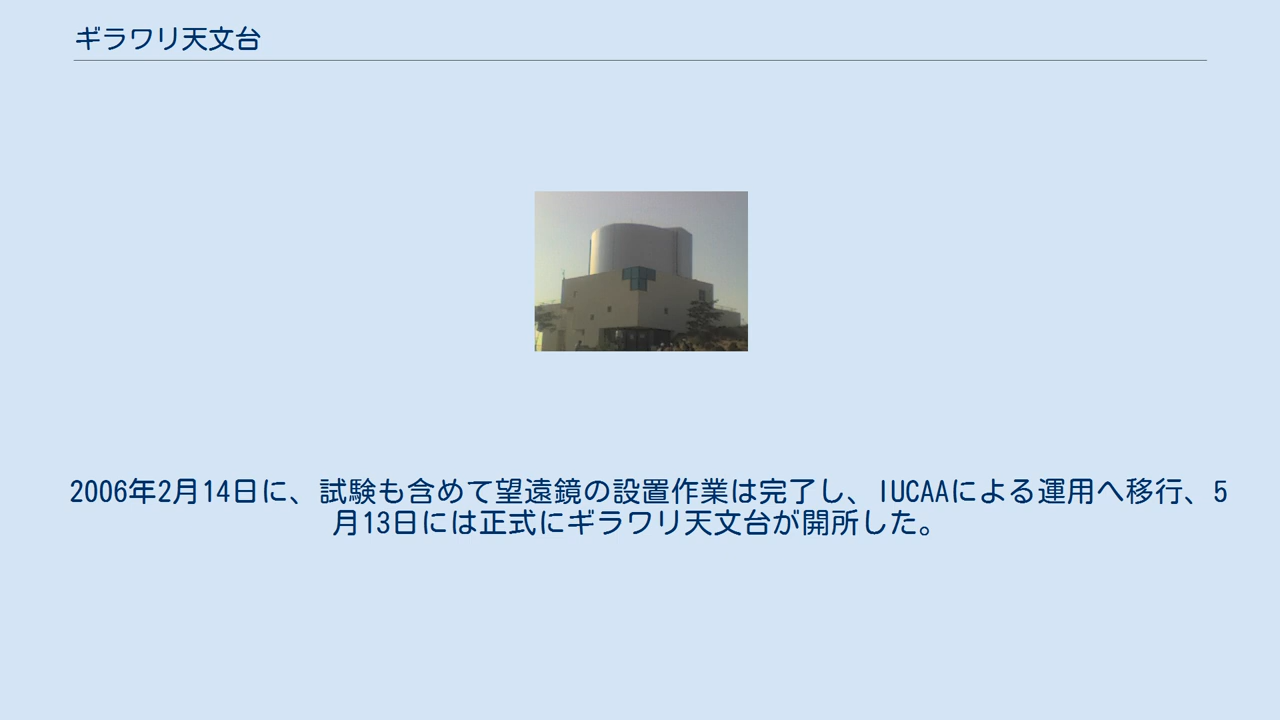 ギラワリ天文台
2006年2月14日に、試験も含めて望遠鏡の設置作業は完了し、IUCAAによる運用へ移行、5
月13日には正式にギラワリ天文台が開所した。